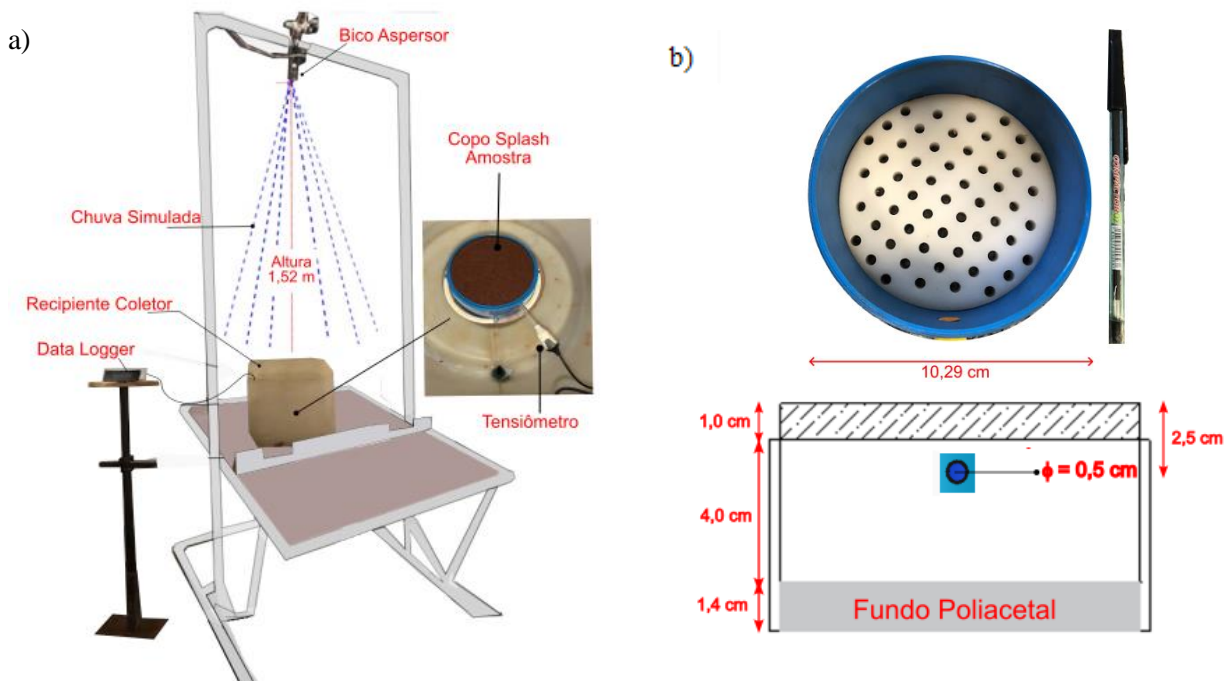 a)
Bico Aspersor
Copo Splash
Amostra
Chuva Simulada
Altura
1,52 m
Recipiente Coletor
Data Logger
Tensiômetro
b)
10,29 cm
1,0 cm
2,5 cm
ɸ = 0,5 cm
4,0 cm
1,4 cm
Fundo Poliacetal